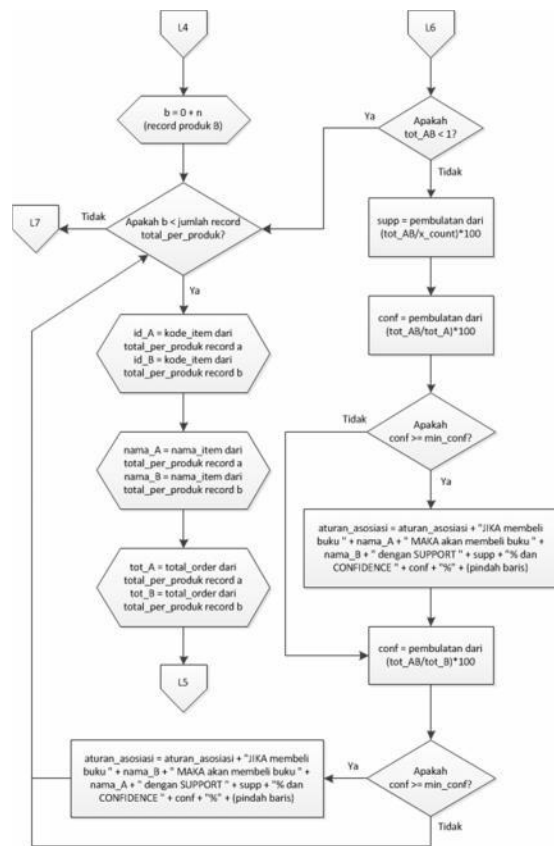 L4
b = 0 + n
(record produk B)
Apakah b < jumlah record
total_per_produk?
Tidak
L7
Ya
id_A = kode_item dari
total_per_produk record a
id_B = kode_item dari
total_per_produk record b
nama_A = nama_item dari
total_per_produk record a
nama_B = nama_item dari
total_per_produk record b
tot_A = total_order dari
total_per_produk record a
tot_B = total_order dari
total_per_produk record b
L5
L6
Apakah
tot_AB < 1?
Ya
Tidak
supp = pembulatan dari
(tot_AB/x_count)*100
conf = pembulatan dari
(tot_AB/tot_A)*100
Apakah
conf >= min_conf?
Tidak
Ya
aturan_asosiasi = aturan_asosiasi + "JIKA membeli
buku " + nama_A + " MAKA akan membeli buku " +
nama_B + " dengan SUPPORT " + supp + "% dan
CONFIDENCE " + conf + "%" + (pindah baris)
conf = pembulatan dari
(tot_AB/tot_B)*100
Apakah
conf >= min_conf?
Ya
Tidak
aturan_asosiasi = aturan_asosiasi + "JIKA membeli
buku " + nama_B + " MAKA akan membeli buku " +
nama_A + " dengan SUPPORT " + supp + "% dan
CONFIDENCE " + conf + "%" + (pindah baris)